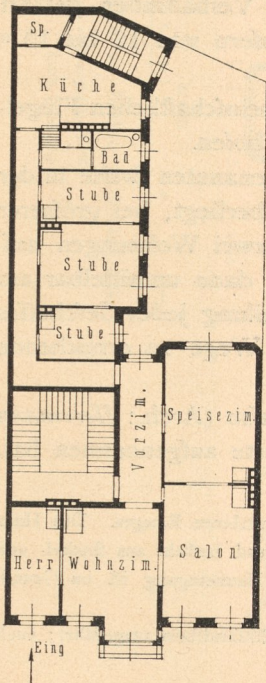 Sp.
Küche
Bad
Stube
Stube
Stube
Vorzim.
Speisezim.
Herr
Wohnzim.
Salon
Eing